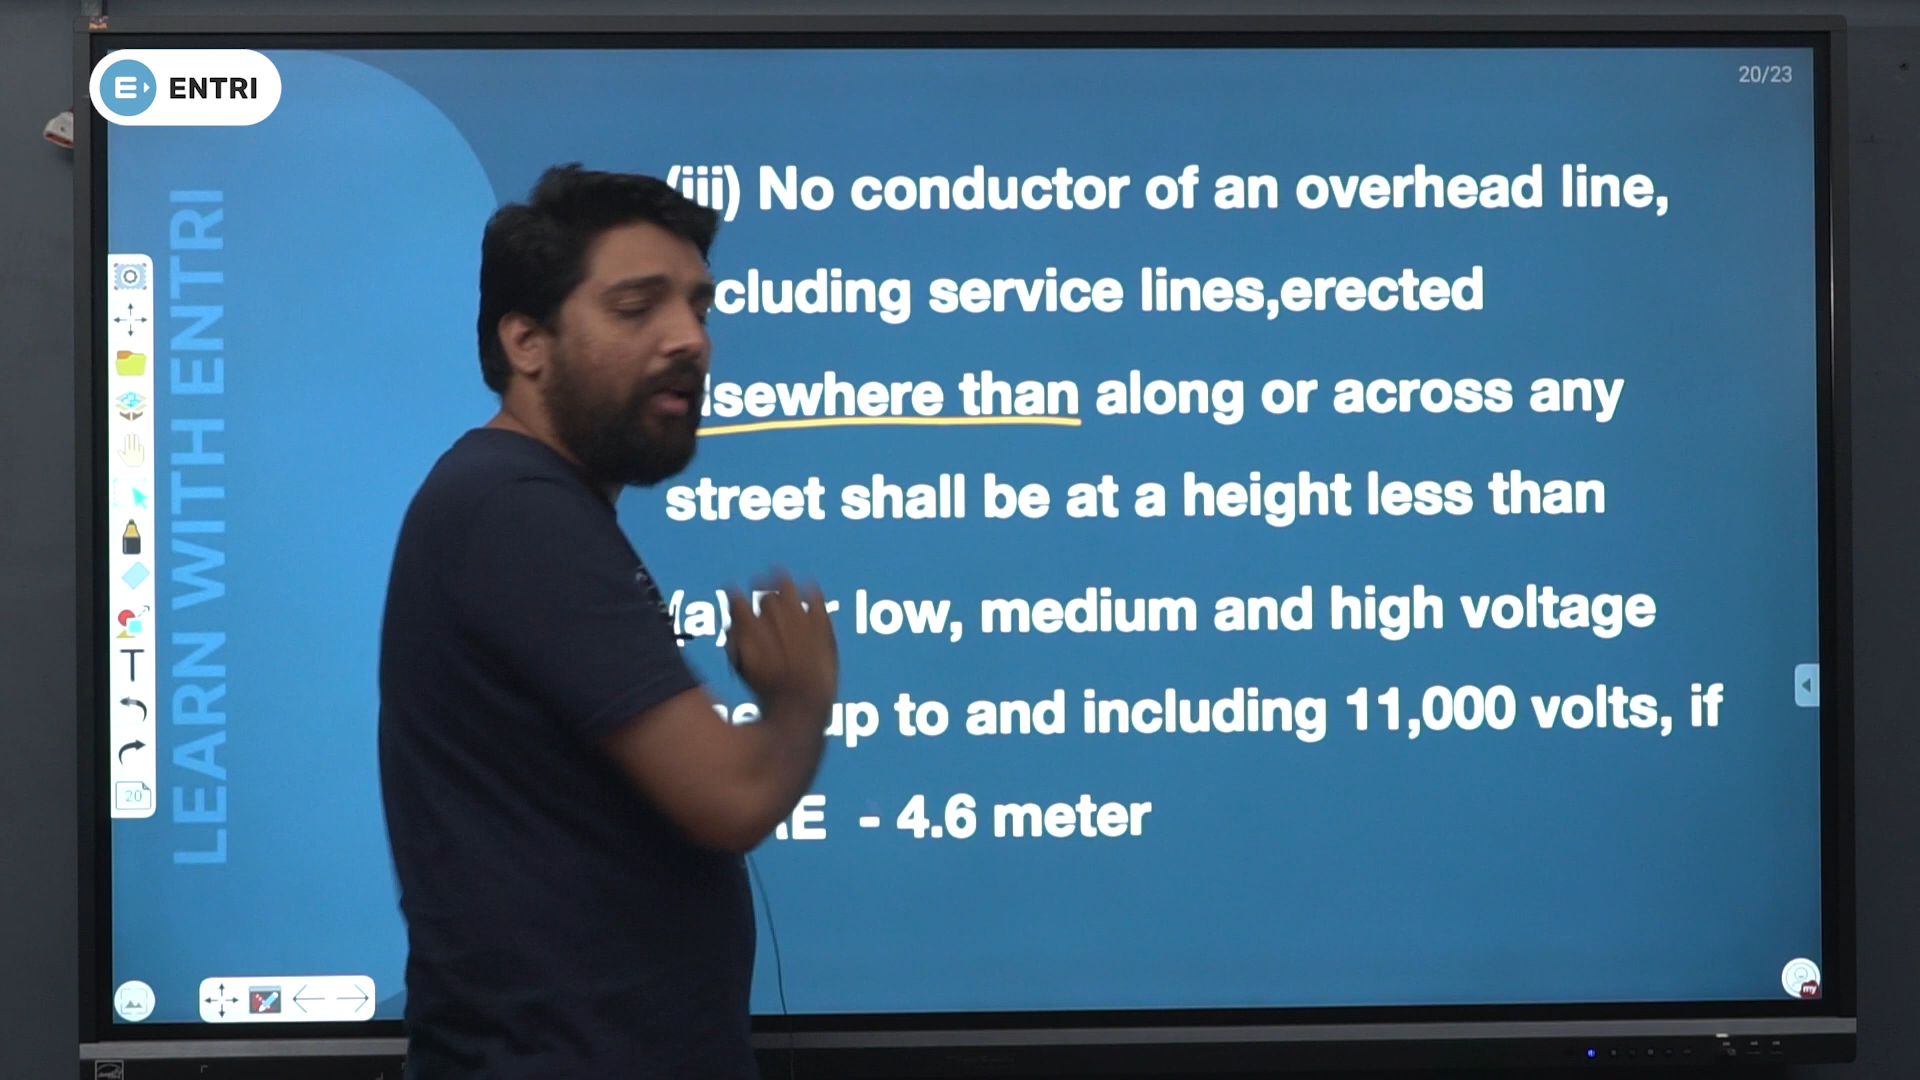 ENTRI
20/23
LEARN WITH ENTRI
(iii) No conductor of an overhead line,
cluding service lines,erected
lsewhere than along or across any
street shall be at a height less than
(a) low, medium and high voltage
up to and including 11,000 volts, if
- 4.6 meter
T
20
my